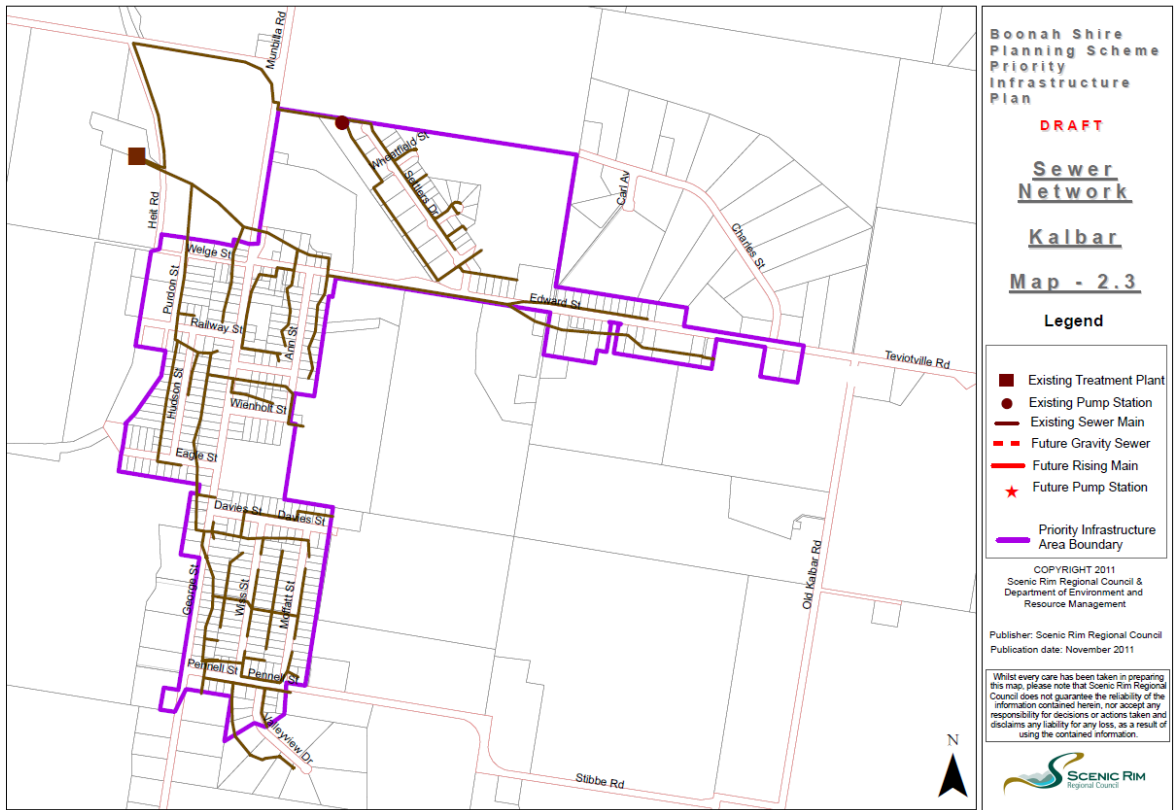 Munbilla Rd
Wheatfield St
Settlers Dr
Carl Av
Charles St
Heit Rd
Welge St
Purdon St
Edward St
Railway St
Ann St
Teviotville Rd
Hudson St
Wienholt St
Eagle St
Davies St
Davies St
Old Kalbar Rd
George St
Wiss St
Moffatt St
Pennell St
Pennell St
Valleyview Dr
Stibbe Rd
N
Boonah Shire
Planning Scheme
Priority
Infrastructure
Plan
DRAFT
Sewer
Network
Kalbar
Map - 2.3
Legend
Existing Treatment Plant
Existing Pump Station
Existing Sewer Main
Future Gravity Sewer
Future Rising Main
Future Pump Station
Priority Infrastructure
Area Boundary
COPYRIGHT 2011
Scenic Rim Regional Council &
Department of Environment and
Resource Management
Publisher: Scenic Rim Regional Council
Publication date: November 2011
Whilst every care has been taken in preparing
this map, please note that Scenic Rim Regional
Council does not guarantee the reliability of the
information contained herein, nor accept any
responsibility for decisions or actions taken and
disclaims any liability for any loss, as a result of
using the contained information.
SCENIC RIM
Regional Council